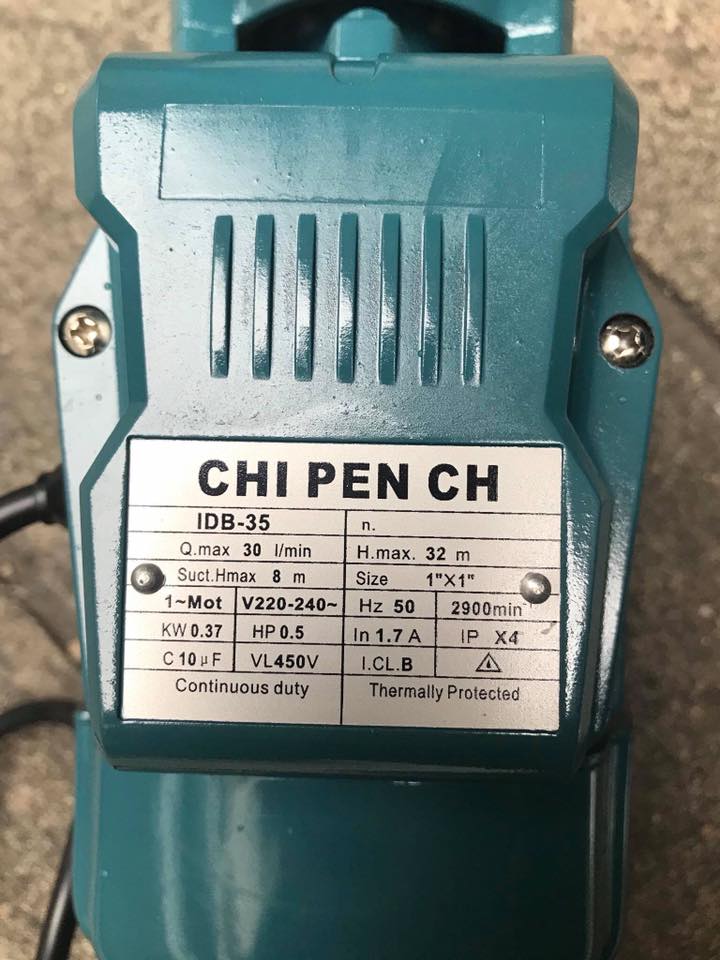 CHI PEN CH
IDB-35 n.
Q.max 30 l/min H.max. 32 m
Suct.Hmax 8 m Size 1"X1"
1~Mot V220-240~ Hz 50 2900min⁻
KW 0.37 HP 0.5 In 1.7 A IP X4
C 10 µF VL450V I.CL.B
Continuous duty Thermally Protected